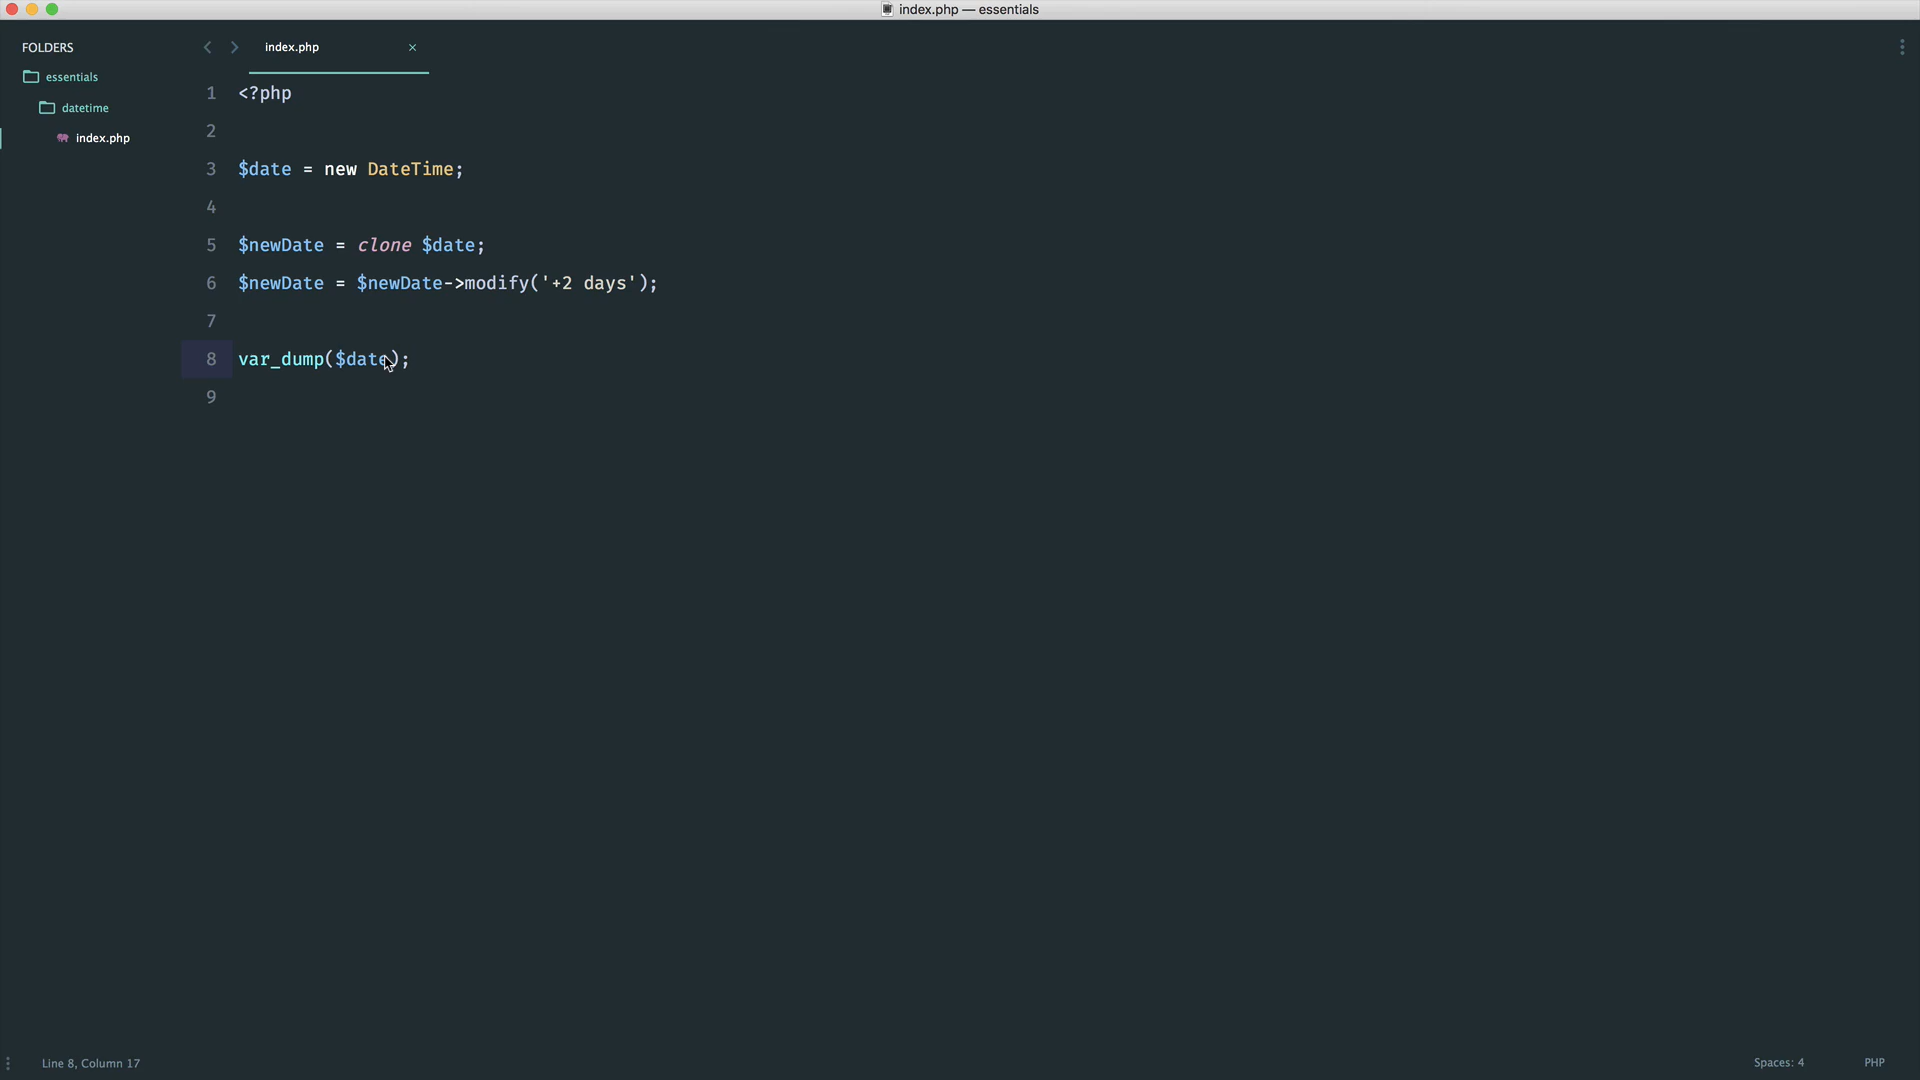 index.php — essentials
FOLDERS
essentials
datetime
index.php
index.php ×
1 <?php
2
3 $date = new DateTime;
4
5 $newDate = clone $date;
6 $newDate = $newDate->modify('+2 days');
7
8 var_dump($date);
9
Line 8, Column 17
Spaces: 4
PHP